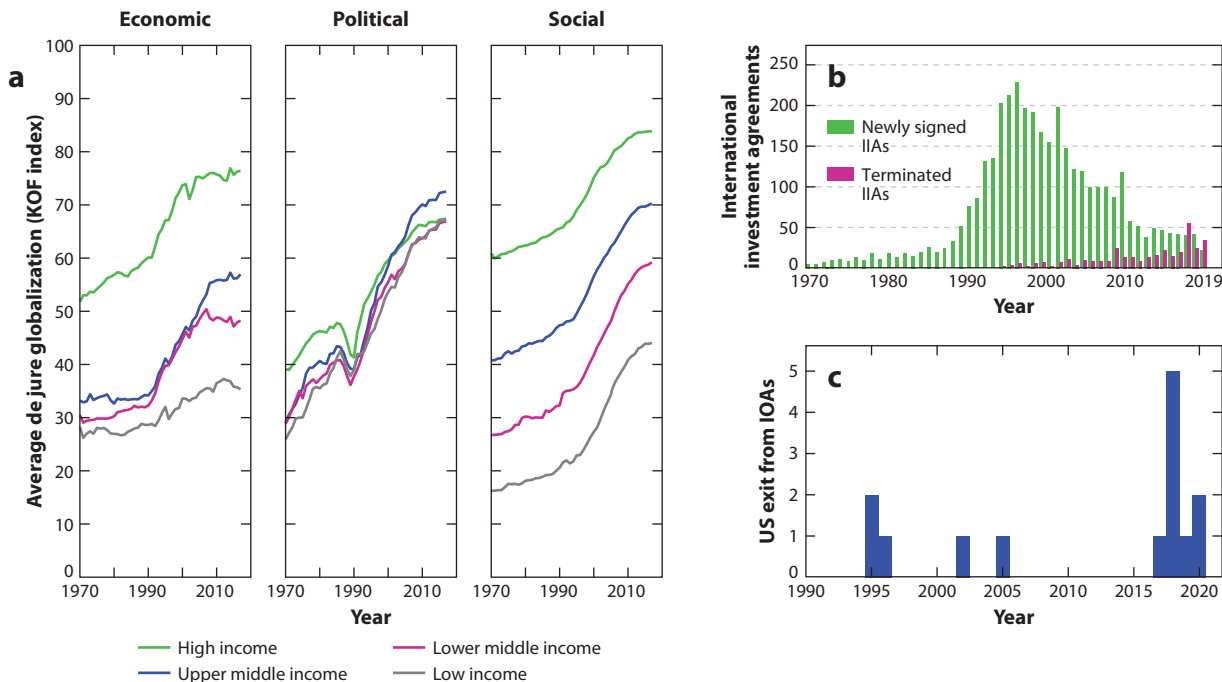 Economic
Political
Social
a
Average de jure globalization (KOF index)
100
90
80
70
60
50
40
30
20
10
0
1970
1990
2010
1970
1990
2010
1970
1990
2010
Year
High income
Upper middle income
Lower middle income
Low income
b
International
investment agreements
250
200
150
100
50
Newly signed
IIAs
Terminated
IIAs
1970
1980
1990
2000
2010
2019
Year
c
US exit from IOAs
5
4
3
2
1
0
1990
1995
2000
2005
2010
2015
2020
Year